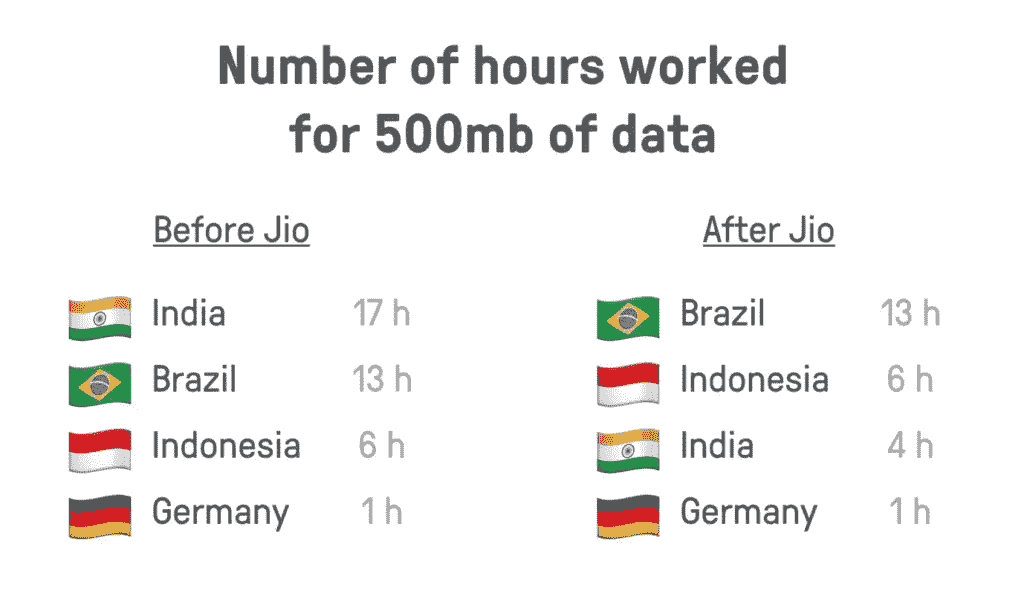 Number of hours worked
for 500mb of data
Before Jio
India 17 h
Brazil 13 h
Indonesia 6 h
Germany 1 h
After Jio
Brazil 13 h
Indonesia 6 h
India 4 h
Germany 1 h